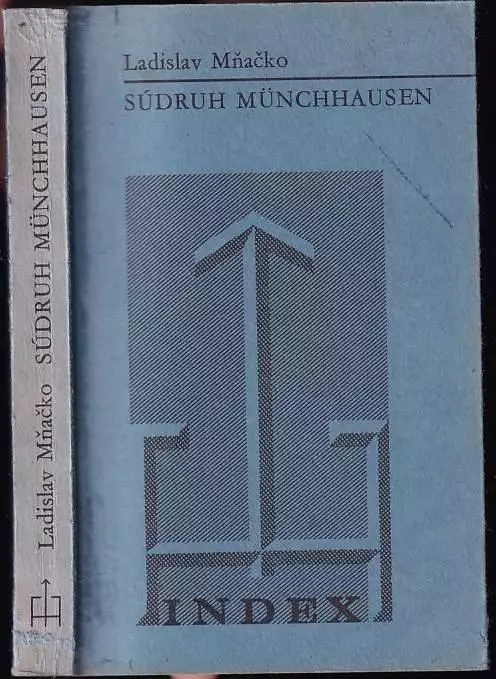 Ladislav Mňačko
SÚDRUH MÜNCHHAUSEN
INDEX
Ladislav Mňačko SÚDRUH MÜNCHHAUSEN